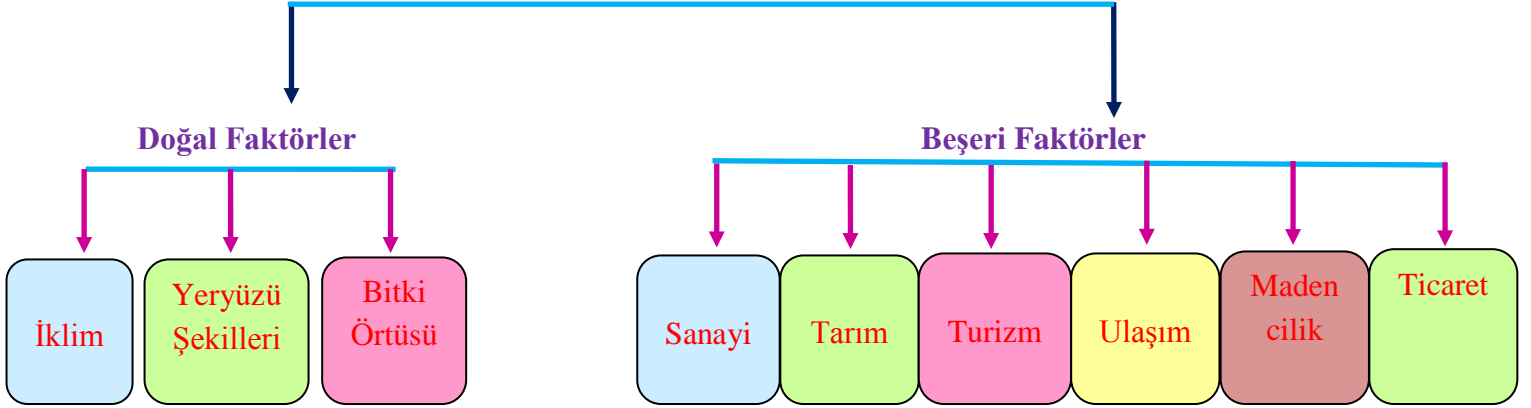 Doğal Faktörler
Beşeri Faktörler
İklim
Yeryüzü
Şekilleri
Bitki
Örtüsü
Sanayi
Tarım
Turizm
Ulaşım
Maden
cilik
Ticaret